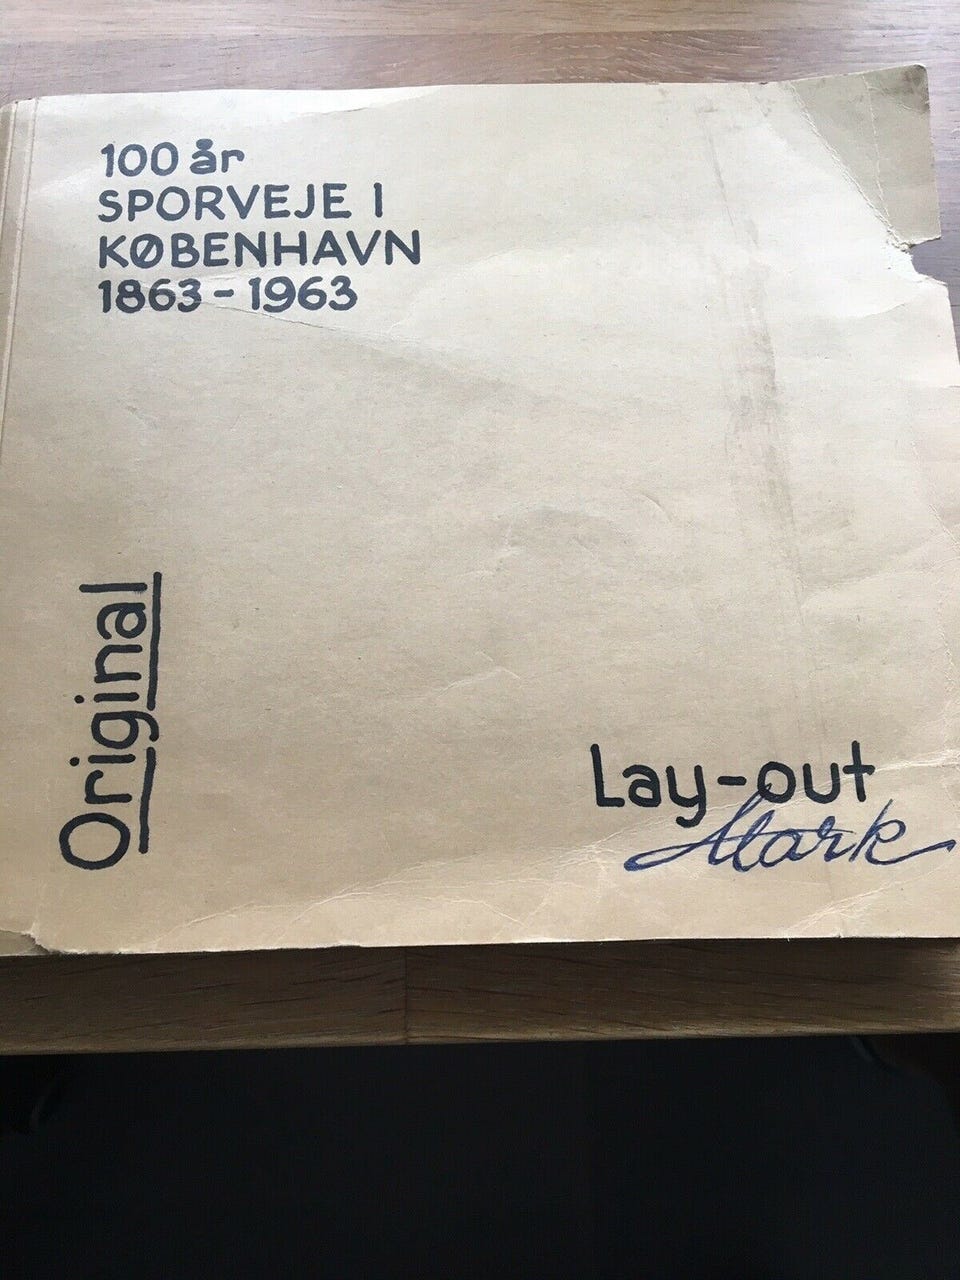 100 år
SPORVEJE I
KØBENHAVN
1863-1963
Original
Lay-out
Mark